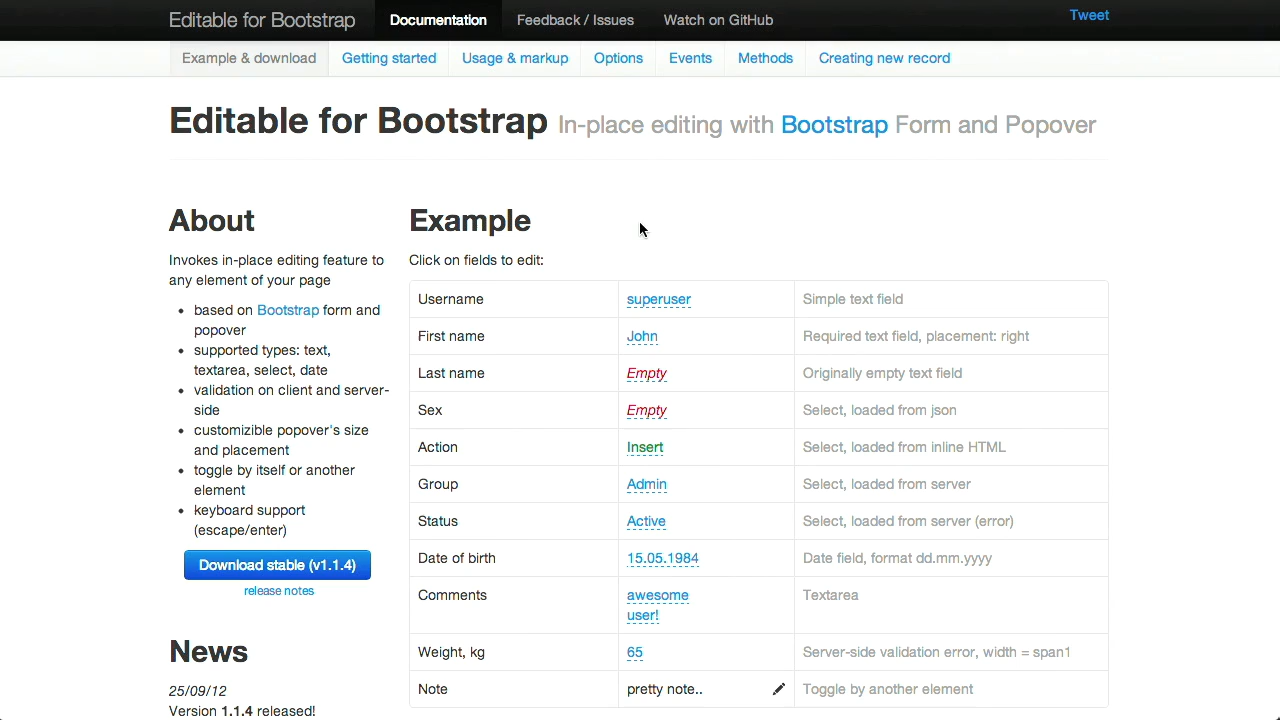 Editable for Bootstrap Documentation Feedback / Issues Watch on GitHub Tweet
Example & download Getting started Usage & markup Options Events Methods Creating new record
Editable for Bootstrap In-place editing with Bootstrap Form and Popover
About
Invokes in-place editing feature to
any element of your page
based on Bootstrap form and
popover
supported types: text,
textarea, select, date
validation on client and server-
side
customizible popover's size
and placement
toggle by itself or another
element
keyboard support
(escape/enter)
Download stable (v1.1.4)
release notes
News
25/09/12
Version 1.1.4 released!
Example
Click on fields to edit:
Username superuser Simple text field
First name John Required text field, placement: right
Last name Empty Originally empty text field
Sex Empty Select, loaded from json
Action Insert Select, loaded from inline HTML
Group Admin Select, loaded from server
Status Active Select, loaded from server (error)
Date of birth 15.05.1984 Date field, format dd.mm.yyyy
Comments awesome Textarea
user!
Weight, kg 65 Server-side validation error, width = span1
Note pretty note.. Toggle by another element